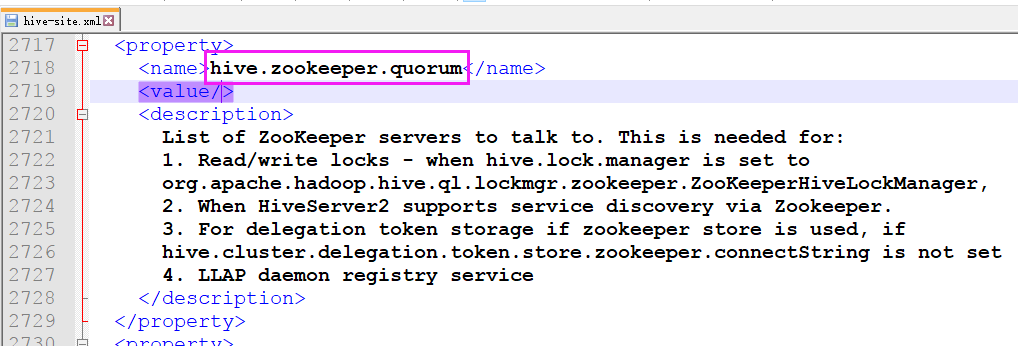 hive-site.xml
2717 <property>
2718 <name>hive.zookeeper.quorum</name>
2719 <value/>
2720 <description>
2721 List of ZooKeeper servers to talk to. This is needed for:
2722 1. Read/write locks - when hive.lock.manager is set to
2723 org.apache.hadoop.hive.ql.lockmgr.zookeeper.ZooKeeperHiveLockManager,
2724 2. When HiveServer2 supports service discovery via Zookeeper.
2725 3. For delegation token storage if zookeeper store is used, if
2726 hive.cluster.delegation.token.store.zookeeper.connectString is not set
2727 4. LLAP daemon registry service
2728 </description>
2729 </property>
2730 <property>